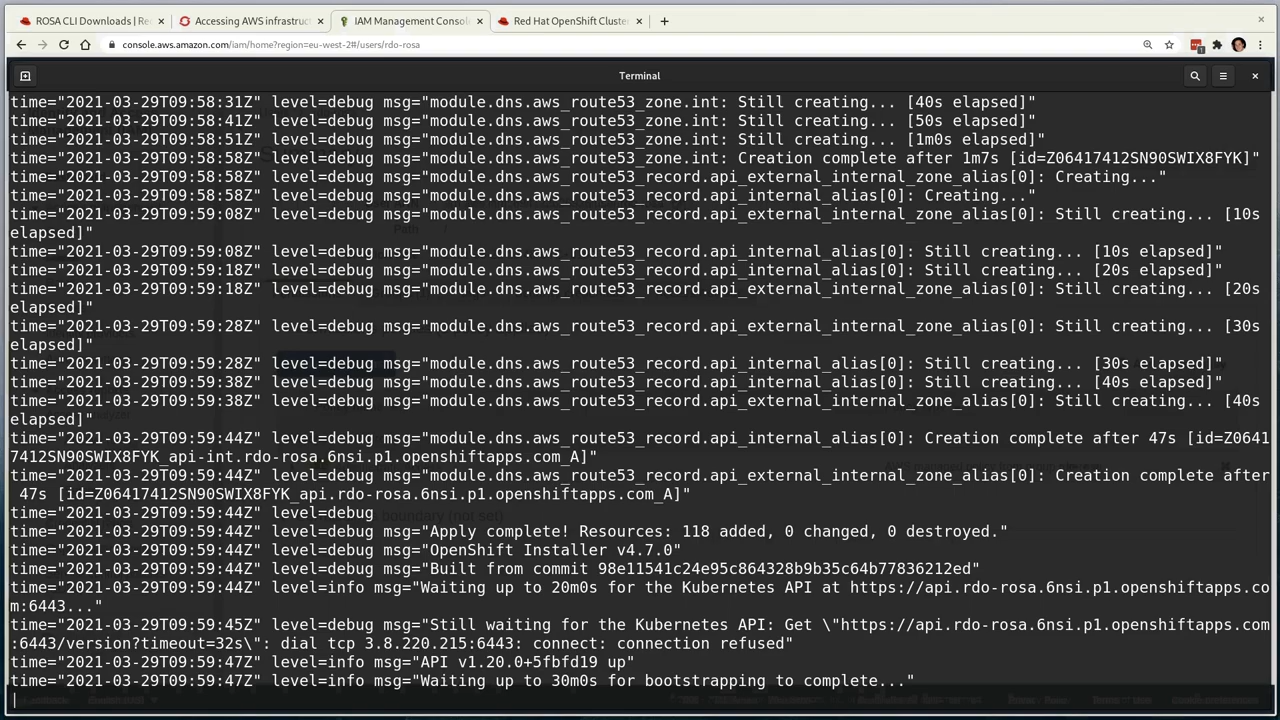 ROSA CLI Downloads | Re
Accessing AWS infrastruct
IAM Management Conso
Red Hat OpenShift Cluster
console.aws.amazon.com/iam/home?region=eu-west-2#/users/rdo-rosa
Terminal
time="2021-03-29T09:58:31Z" level=debug msg="module.dns.aws_route53_zone.int: Still creating... [40s elapsed]"
time="2021-03-29T09:58:41Z" level=debug msg="module.dns.aws_route53_zone.int: Still creating... [50s elapsed]"
time="2021-03-29T09:58:51Z" level=debug msg="module.dns.aws_route53_zone.int: Still creating... [1m0s elapsed]"
time="2021-03-29T09:58:58Z" level=debug msg="module.dns.aws_route53_zone.int: Creation complete after 1m7s [id=Z06417412SN90SWIX8FYK]"
time="2021-03-29T09:58:58Z" level=debug msg="module.dns.aws_route53_record.api_external_internal_zone_alias[0]: Creating..."
time="2021-03-29T09:58:58Z" level=debug msg="module.dns.aws_route53_record.api_internal_alias[0]: Creating..."
time="2021-03-29T09:59:08Z" level=debug msg="module.dns.aws_route53_record.api_external_internal_zone_alias[0]: Still creating... [10s
elapsed]"
time="2021-03-29T09:59:08Z" level=debug msg="module.dns.aws_route53_record.api_internal_alias[0]: Still creating... [10s elapsed]"
time="2021-03-29T09:59:18Z" level=debug msg="module.dns.aws_route53_record.api_internal_alias[0]: Still creating... [20s elapsed]"
time="2021-03-29T09:59:18Z" level=debug msg="module.dns.aws_route53_record.api_external_internal_zone_alias[0]: Still creating... [20s
elapsed]"
time="2021-03-29T09:59:28Z" level=debug msg="module.dns.aws_route53_record.api_external_internal_zone_alias[0]: Still creating... [30s
elapsed]"
time="2021-03-29T09:59:28Z" level=debug msg="module.dns.aws_route53_record.api_internal_alias[0]: Still creating... [30s elapsed]"
time="2021-03-29T09:59:38Z" level=debug msg="module.dns.aws_route53_record.api_internal_alias[0]: Still creating... [40s elapsed]"
time="2021-03-29T09:59:38Z" level=debug msg="module.dns.aws_route53_record.api_external_internal_zone_alias[0]: Still creating... [40s
elapsed]"
time="2021-03-29T09:59:44Z" level=debug msg="module.dns.aws_route53_record.api_internal_alias[0]: Creation complete after 47s [id=Z0641
7412SN90SWIX8FYK_api-int.rdo-rosa.6nsi.p1.openshiftapps.com_A]"
time="2021-03-29T09:59:44Z" level=debug msg="module.dns.aws_route53_record.api_external_internal_zone_alias[0]: Creation complete after
47s [id=Z06417412SN90SWIX8FYK_api.rdo-rosa.6nsi.p1.openshiftapps.com_A]"
time="2021-03-29T09:59:44Z" level=debug
time="2021-03-29T09:59:44Z" level=debug msg="Apply complete! Resources: 118 added, 0 changed, 0 destroyed."
time="2021-03-29T09:59:44Z" level=debug msg="OpenShift Installer v4.7.0"
time="2021-03-29T09:59:44Z" level=debug msg="Built from commit 98e11541c24e95c864328b9b35c64b77836212ed"
time="2021-03-29T09:59:44Z" level=info msg="Waiting up to 20m0s for the Kubernetes API at https://api.rdo-rosa.6nsi.p1.openshiftapps.co
m:6443..."
time="2021-03-29T09:59:45Z" level=debug msg="Still waiting for the Kubernetes API: Get \"https://api.rdo-rosa.6nsi.p1.openshiftapps.com
:6443/version?timeout=32s\": dial tcp 3.8.220.215:6443: connect: connection refused"
time="2021-03-29T09:59:47Z" level=info msg="API v1.20.0+5fbfd19 up"
time="2021-03-29T09:59:47Z" level=info msg="Waiting up to 30m0s for bootstrapping to complete..."